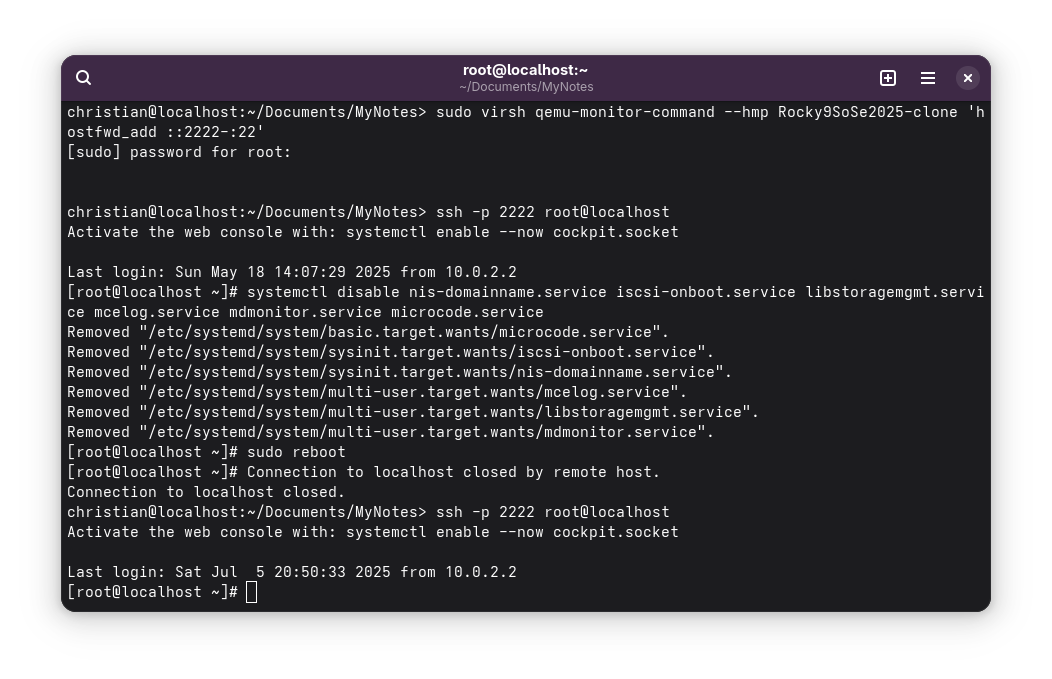 root@localhost:~
~/Documents/MyNotes
christian@localhost:~/Documents/MyNotes> sudo virsh qemu-monitor-command --hmp Rocky9SoSe2025-clone 'h
ostfwd_add ::2222-:22'
[sudo] password for root:
christian@localhost:~/Documents/MyNotes> ssh -p 2222 root@localhost
Activate the web console with: systemctl enable --now cockpit.socket
Last login: Sun May 18 14:07:29 2025 from 10.0.2.2
[root@localhost ~]# systemctl disable nis-domainname.service iscsi-onboot.service libstoragemgmt.servi
ce mcelog.service mdmonitor.service microcode.service
Removed "/etc/systemd/system/basic.target.wants/microcode.service".
Removed "/etc/systemd/system/sysinit.target.wants/iscsi-onboot.service".
Removed "/etc/systemd/system/sysinit.target.wants/nis-domainname.service".
Removed "/etc/systemd/system/multi-user.target.wants/mcelog.service".
Removed "/etc/systemd/system/multi-user.target.wants/libstoragemgmt.service".
Removed "/etc/systemd/system/multi-user.target.wants/mdmonitor.service".
[root@localhost ~]# sudo reboot
[root@localhost ~]# Connection to localhost closed by remote host.
Connection to localhost closed.
christian@localhost:~/Documents/MyNotes> ssh -p 2222 root@localhost
Activate the web console with: systemctl enable --now cockpit.socket
Last login: Sat Jul  5 20:50:33 2025 from 10.0.2.2
[root@localhost ~]#